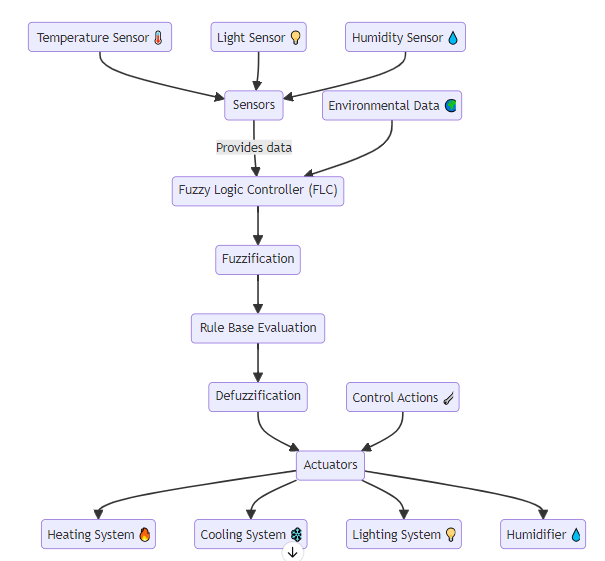 Temperature Sensor 🌡️
Light Sensor 💡
Humidity Sensor 💧
Sensors
Environmental Data 🌍
Provides data
Fuzzy Logic Controller (FLC)
Fuzzification
Rule Base Evaluation
Defuzzification
Control Actions
Actuators
Heating System 🔥
Cooling System ❄️
Lighting System 💡
Humidifier 💧